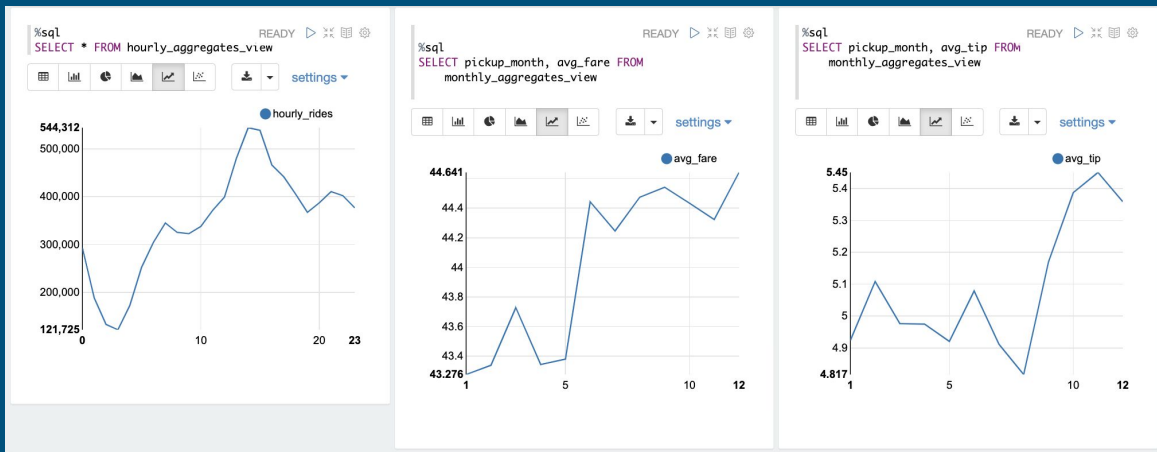 %sql
SELECT * FROM hourly_aggregates_view
READY
settings
hourly_rides
544,312
500,000
400,000
300,000
200,000
121,725
0
10
20
23
%sql
SELECT pickup_month, avg_fare FROM
monthly_aggregates_view
READY
settings
avg_fare
44.641
44.4
44.2
44
43.8
43.6
43.4
43.276
1
5
10
12
%sql
SELECT pickup_month, avg_tip FROM
monthly_aggregates_view
READY
settings
avg_tip
5.45
5.4
5.3
5.2
5.1
5
4.9
4.817
1
5
10
12